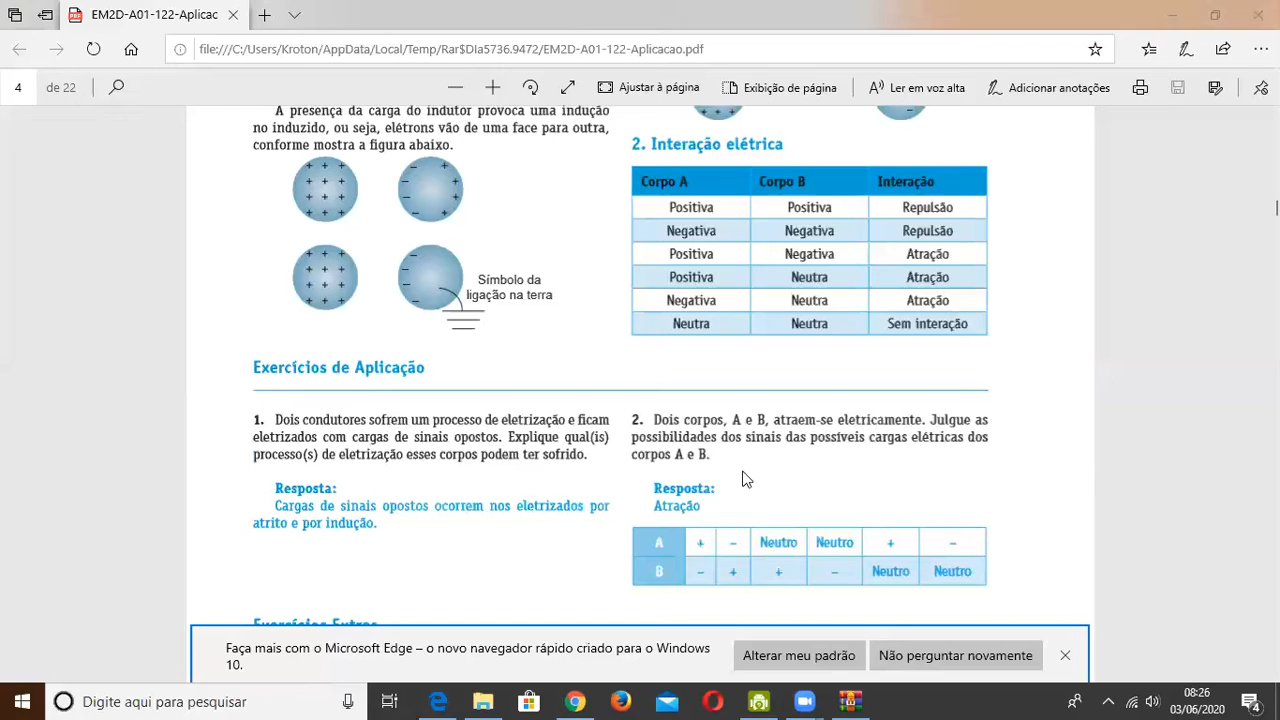 EM2D-A01-122-Aplicac
file:///C:/Users/Kroton/AppData/Local/Temp/Rar$DIa5736.9472/EM2D-A01-122-Aplicacao.pdf
4 de 22 Ajustar à página Exibição de página Ler em voz alta Adicionar anotações
A presença da carga do indutor provoca uma indução
no induzido, ou seja, elétrons vão de uma face para outra,
conforme mostra a figura abaixo.
Símbolo da
ligação na terra
2. Interação elétrica
Corpo A Corpo B Interação
Positiva Positiva Repulsão
Negativa Negativa Repulsão
Positiva Negativa Atração
Positiva Neutra Atração
Negativa Neutra Atração
Neutra Neutra Sem interação
Exercícios de Aplicação
1. Dois condutores sofrem um processo de eletrização e ficam
eletrizados com cargas de sinais opostos. Explique qual(is)
processo(s) de eletrização esses corpos podem ter sofrido.
Resposta:
Cargas de sinais opostos ocorrem nos eletrizados por
atrito e por indução.
2. Dois corpos, A e B, atraem-se eletricamente. Julgue as
possibilidades dos sinais das possíveis cargas elétricas dos
corpos A e B.
Resposta:
Atração
A + – Neutro Neutro + –
B – + + – Neutro Neutro
Exercícios Extras
Faça mais com o Microsoft Edge – o novo navegador rápido criado para o Windows
10.
Alterar meu padrão Não perguntar novamente
Digite aqui para pesquisar
08:26
03/06/2020
4